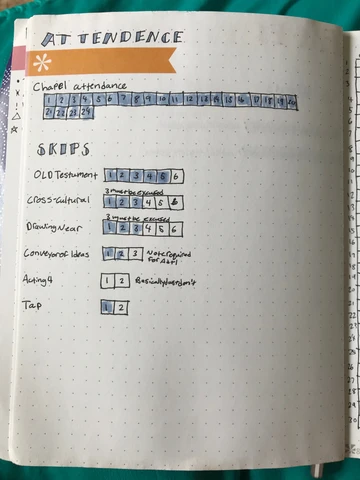 ATTENDENCE
Chapel attendance
1 2 3 4 5 6 7 8 9 10 11 12 13 14 15 16 17 18 19 20
21 22 23 24
SKIPS
OLD Testament 1 2 3 4 5 6
3 must be excused
Cross-cultural 1 2 3 4 5 6
3 must be excused
Drawing Near 1 2 3 4 5 6
Conveyor of Ideas 1 2 3 Not required
for A&M
Acting 4 1 2 Basically dont
Tap 1 2